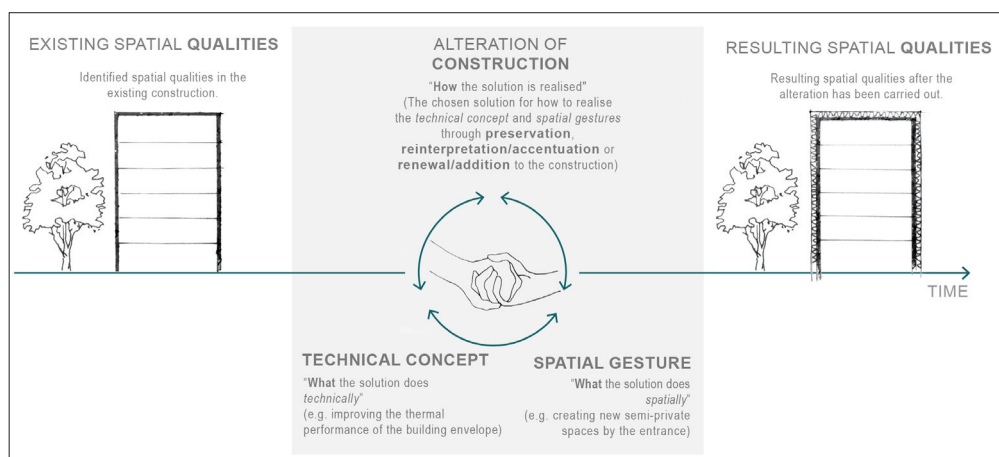 EXISTING SPATIAL QUALITIES
Identified spatial qualities in the
existing construction.
ALTERATION OF
CONSTRUCTION
"How the solution is realised"
(The chosen solution for how to realise
the technical concept and spatial gestures
through preservation,
reinterpretation/accentuation or
renewal/addition to the construction)
RESULTING SPATIAL QUALITIES
Resulting spatial qualities after the
alteration has been carried out.
TIME
TECHNICAL CONCEPT
"What the solution does
technically"
(e.g. improving the thermal
performance of the building envelope)
SPATIAL GESTURE
"What the solution does
spatially"
(e.g. creating new semi-private
spaces by the entrance)